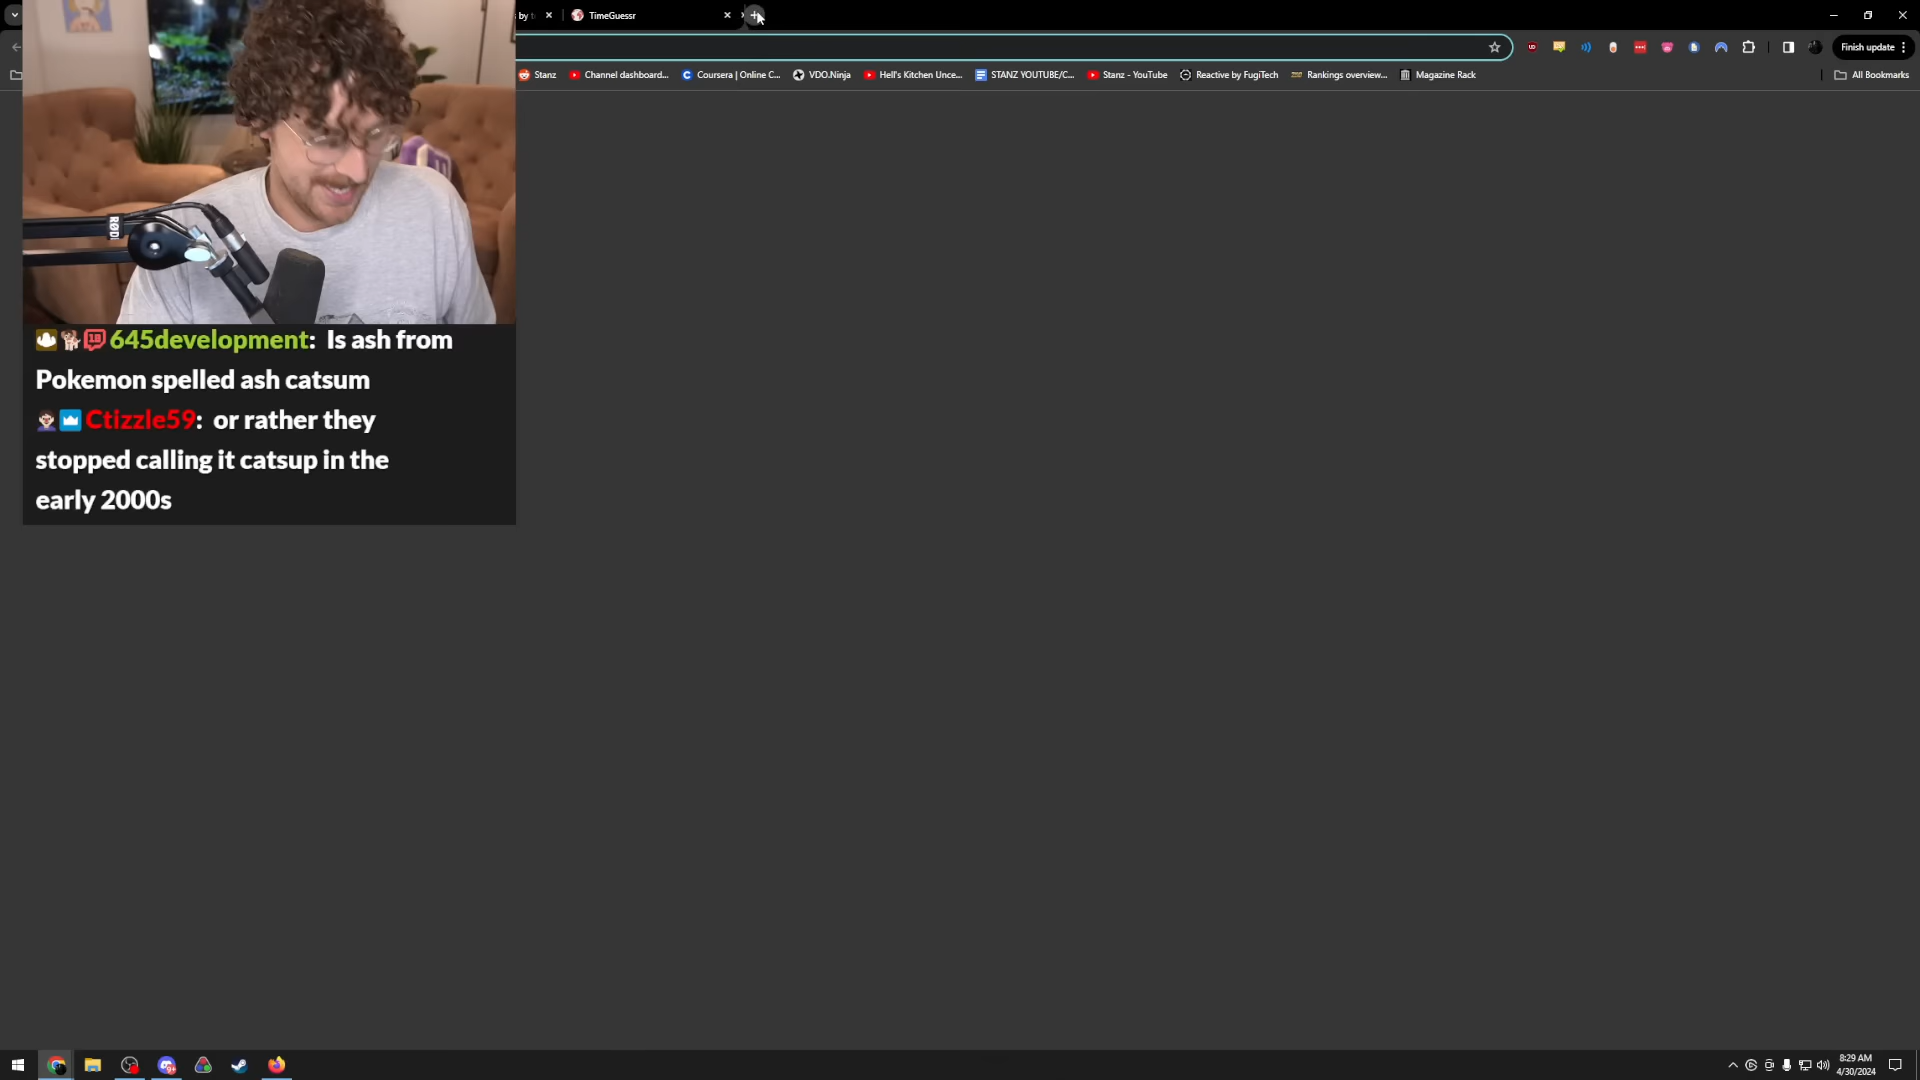 by t
TimeGuessr
Finish update
Stanz
Channel dashboard...
Coursera | Online C...
VDO.Ninja
Hell's Kitchen Unce...
STANZ YOUTUBE/C...
Stanz - YouTube
Reactive by FugiTech
Rankings overview...
Magazine Rack
All Bookmarks
RØD
645development: Is ash from
Pokemon spelled ash catsum
Ctizzle59: or rather they
stopped calling it catsup in the
early 2000s
8:29 AM
4/30/2024